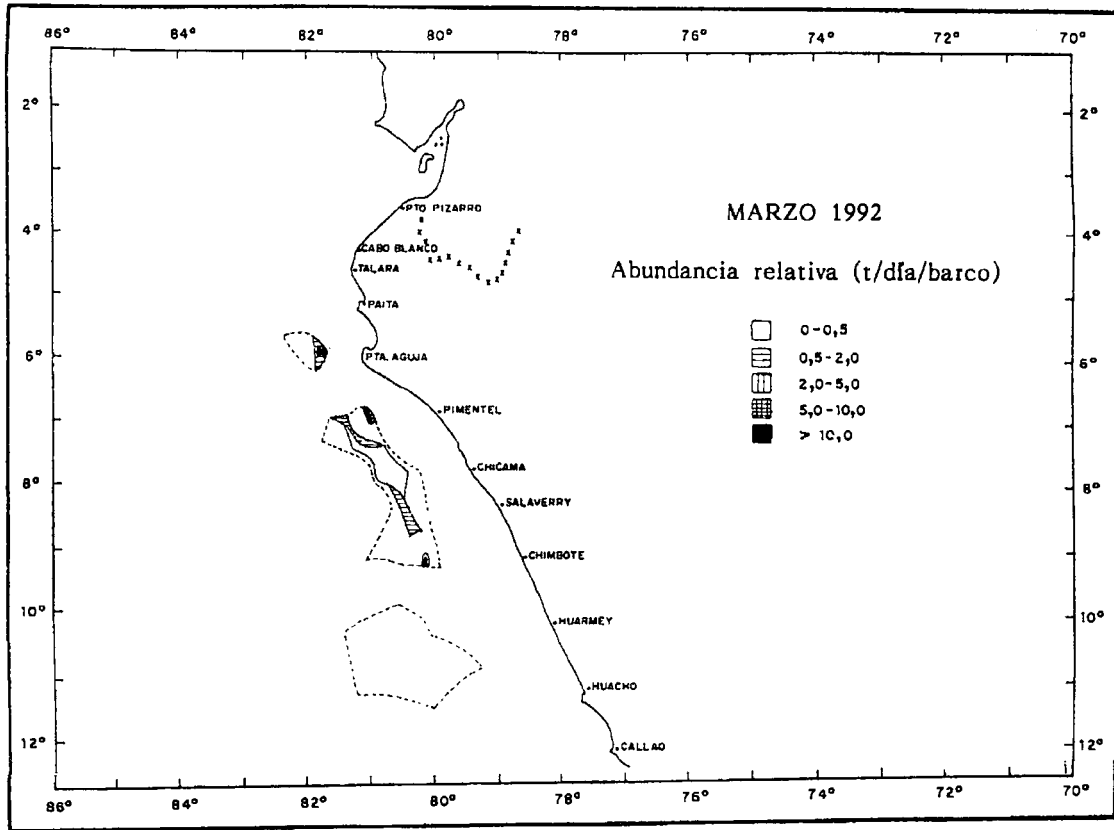 86° 84° 82° 80° 78° 76° 74° 72° 70°
2° 2°
MARZO 1992
PTO. PIZARRO
4° 4°
CABO BLANCO
TALARA
Abundancia relativa (t/día/barco)
PAITA
0-0,5
6° PTA. AGUJA 0,5-2,0 6°
2,0-5,0
PIMENTEL
5,0-10,0
> 10,0
CHICAMA
8° 8°
SALAVERRY
CHIMBOTE
10° 10°
HUARMEY
HUACHO
12° CALLAO 12°
86° 84° 82° 80° 78° 76° 74° 72° 70°